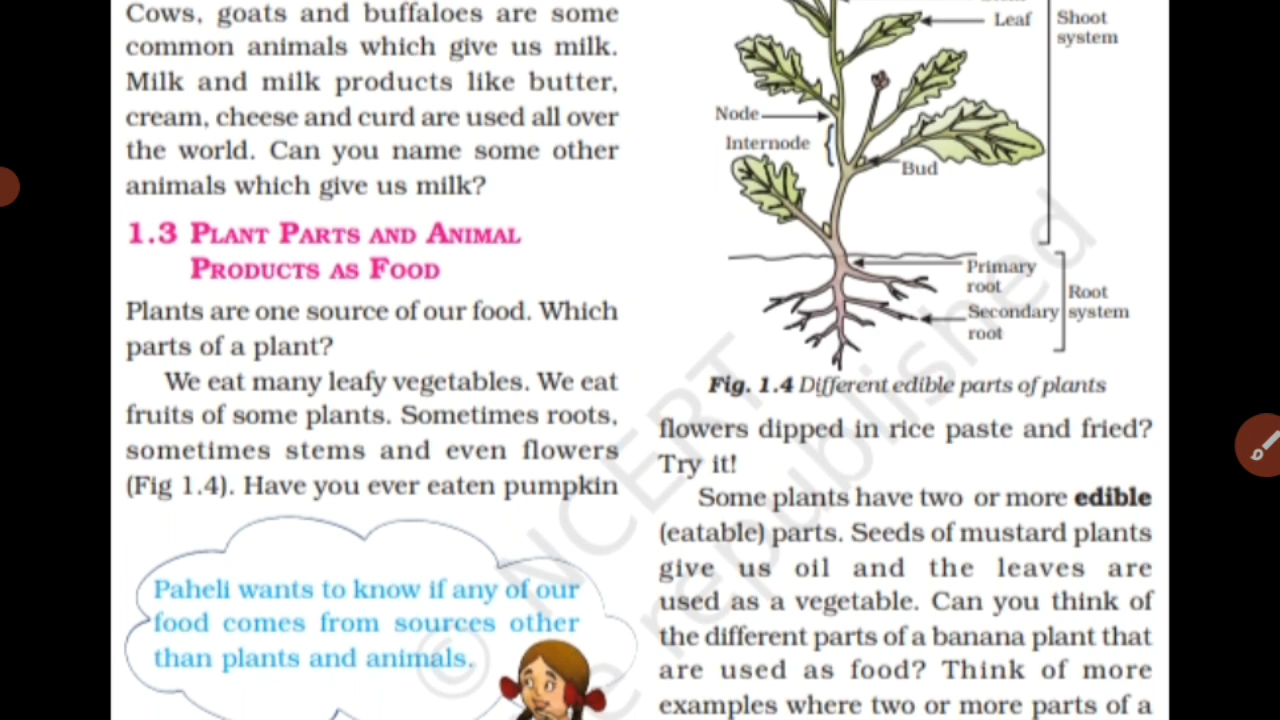 Cows, goats and buffaloes are some
common animals which give us milk.
Milk and milk products like butter,
cream, cheese and curd are used all over
the world. Can you name some other
animals which give us milk?
1.3 Plant Parts and Animal
Products as Food
Plants are one source of our food. Which
parts of a plant?
We eat many leafy vegetables. We eat
fruits of some plants. Sometimes roots,
sometimes stems and even flowers
(Fig 1.4). Have you ever eaten pumpkin
Paheli wants to know if any of our
food comes from sources other
than plants and animals.
Leaf
Shoot
system
Node
Internode
Bud
Primary
root
Secondary
root
Root
system
Fig. 1.4 Different edible parts of plants
flowers dipped in rice paste and fried?
Try it!
Some plants have two or more edible
(eatable) parts. Seeds of mustard plants
give us oil and the leaves are
used as a vegetable. Can you think of
the different parts of a banana plant that
are used as food? Think of more
examples where two or more parts of a
© NCERT
republished